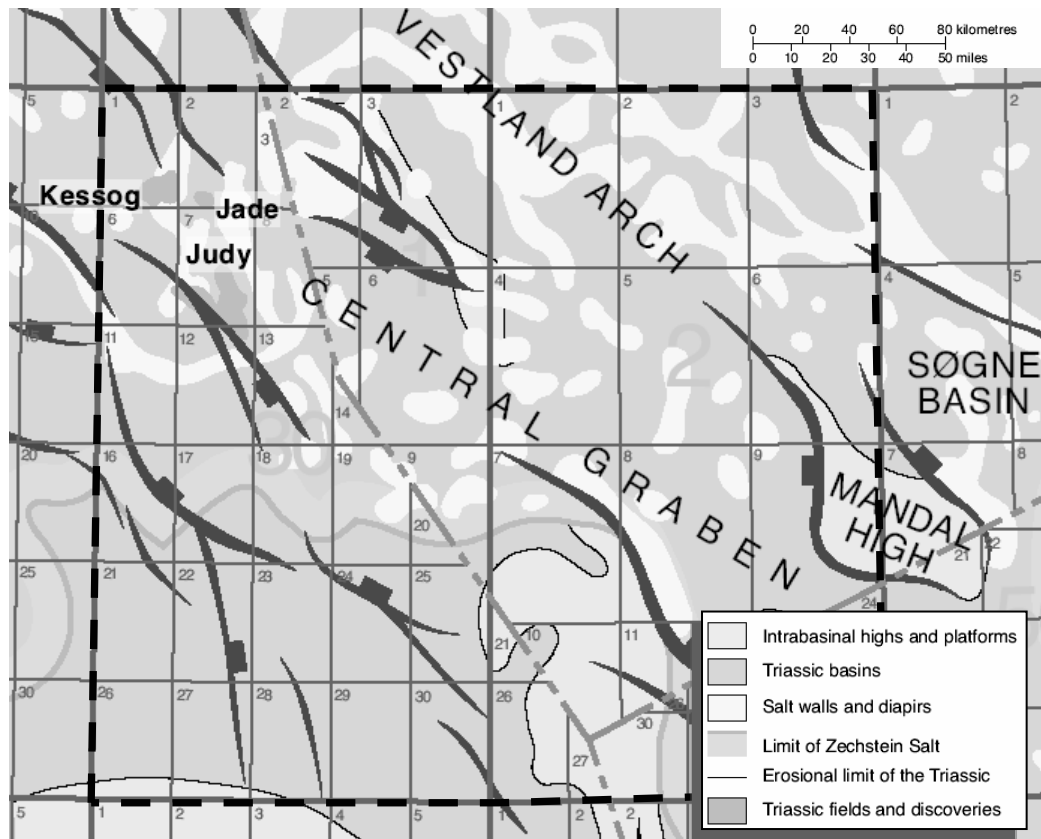 0 20 40 60 80 kilometres
0 10 20 30 40 50 miles
VESTLAND ARCH
5 1 2 2 3 1 2 3 1 2
3
Kessog
6 7 8
Jade
Judy
5 6 4 5 6 4 5
1
CENTRAL GRABEN
2
11 12 13
SØGNE
BASIN
14
30
20 16 17 18 19 9 7 8 9 7 8
MANDAL
HIGH
20
21 22
25 21 22 23 24 25
24
21 10 11
30 26 27 28 29 30 26
30
27
5 1 2 3 4 5 1 2 2
Intrabasinal highs and platforms
Triassic basins
Salt walls and diapirs
Limit of Zechstein Salt
Erosional limit of the Triassic
Triassic fields and discoveries